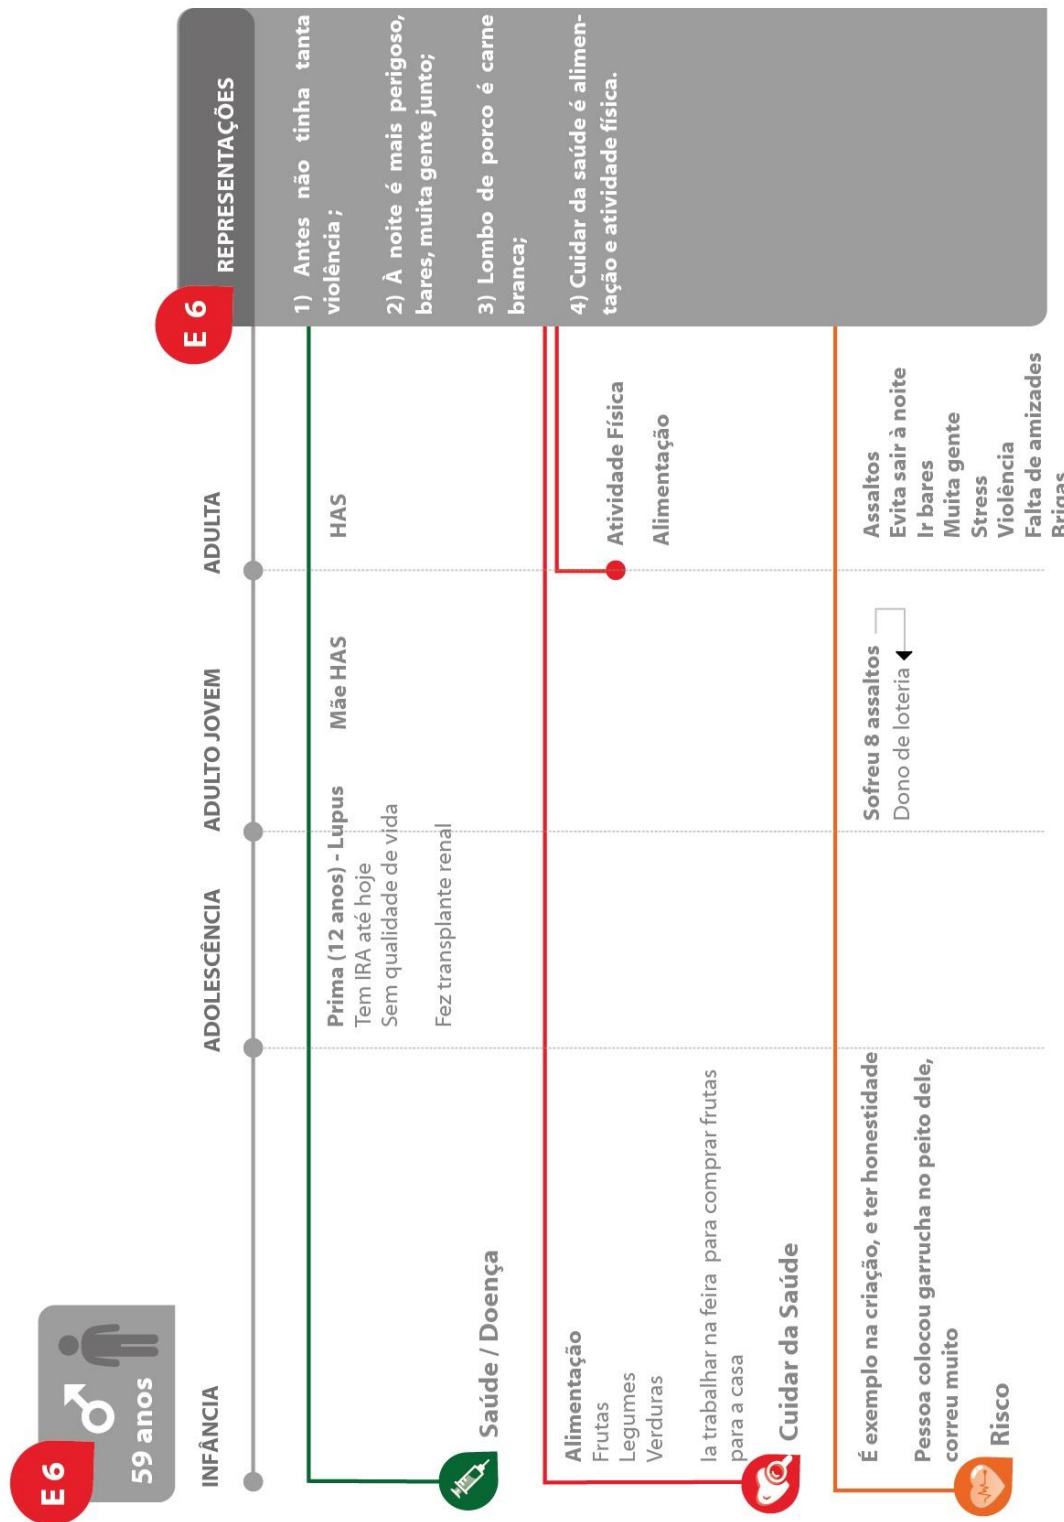 E 6
59 anos
INFÂNCIA
ADOLESCÊNCIA
ADULTO JOVEM
ADULTA
E 6
REPRESENTAÇÕES
Saúde / Doença
Prima (12 anos) - Lupus
Tem IRA até hoje
Sem qualidade de vida
Fez transplante renal
Mãe HAS
HAS
Alimentação
Frutas
Legumes
Verduras
Ia trabalhar na feira para comprar frutas
para a casa
Cuidar da Saúde
Atividade Física
Alimentação
É exemplo na criação, e ter honestidade
Pessoa colocou garrucha no peito dele,
correu muito
Risco
Sofreu 8 assaltos
Dono de loteria
Assaltos
Evita sair à noite
Ir bares
Muita gente
Stress
Violência
Falta de amizades
Brigas
1) Antes não tinha tanta
violência ;
2) À noite é mais perigoso,
bares, muita gente junto;
3) Lombo de porco é carne
branca;
4) Cuidar da saúde é alimen-
tação e atividade física.